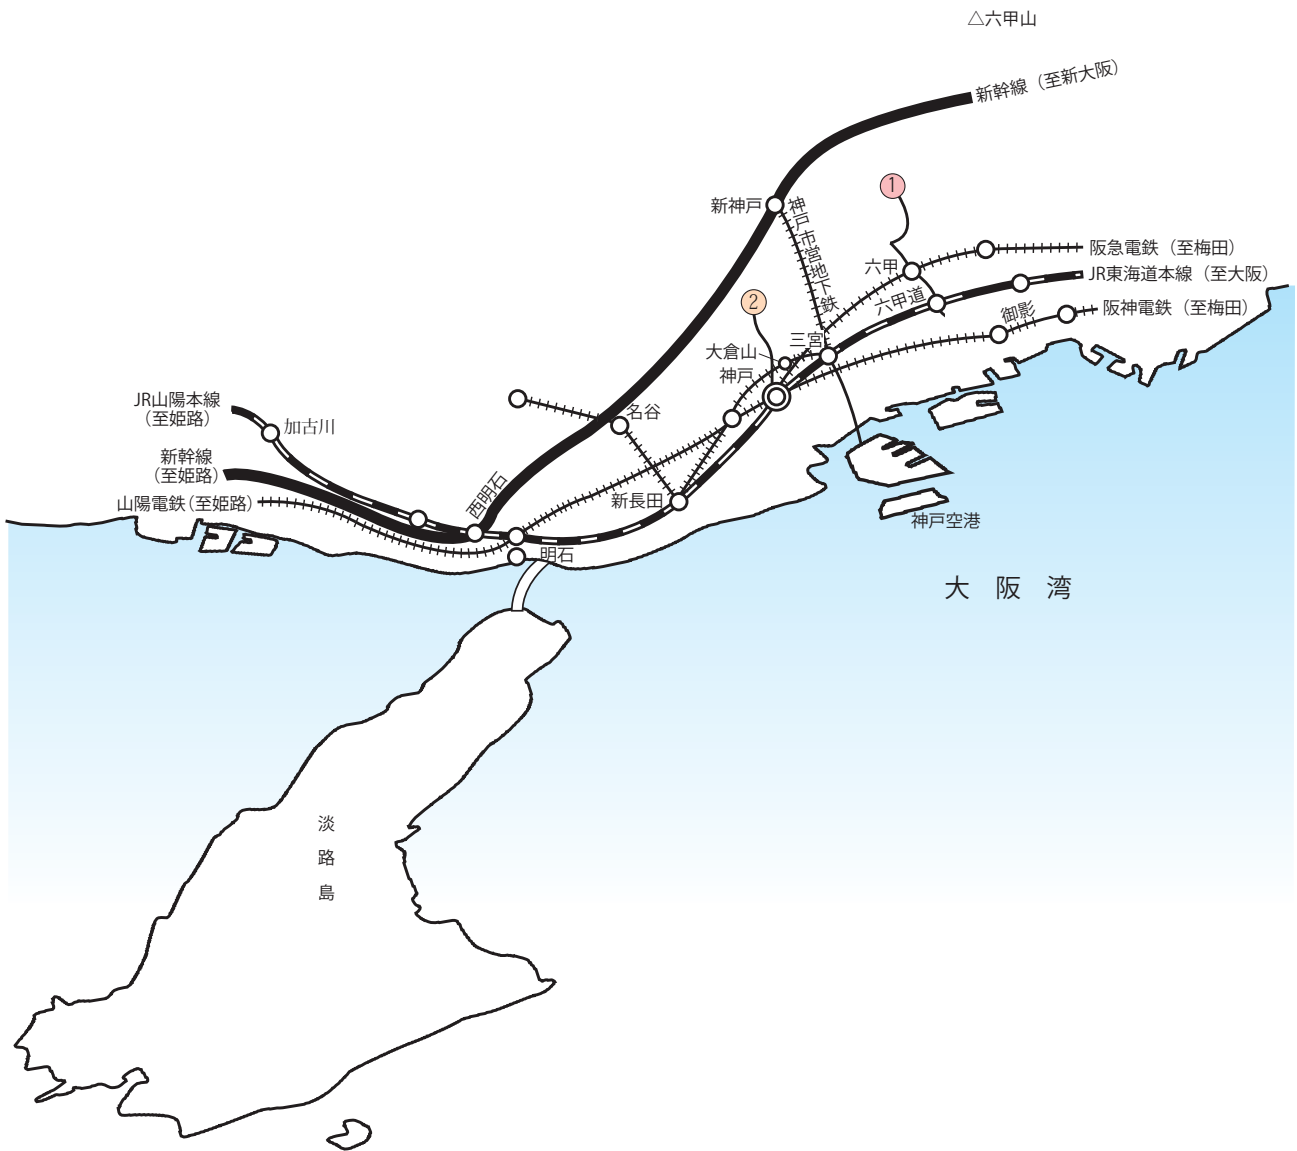 △六甲山
新幹線（至新大阪）
1
新神戸
神戸市営地下鉄
阪急電鉄（至梅田）
六甲
JR東海道本線（至大阪）
六甲道
2
阪神電鉄（至梅田）
御影
三宮
大倉山
神戸
JR山陽本線
（至姫路）
加古川
名谷
新幹線
（至姫路）
西明石
山陽電鉄（至姫路）
新長田
神戸空港
明石
大阪湾
淡路島